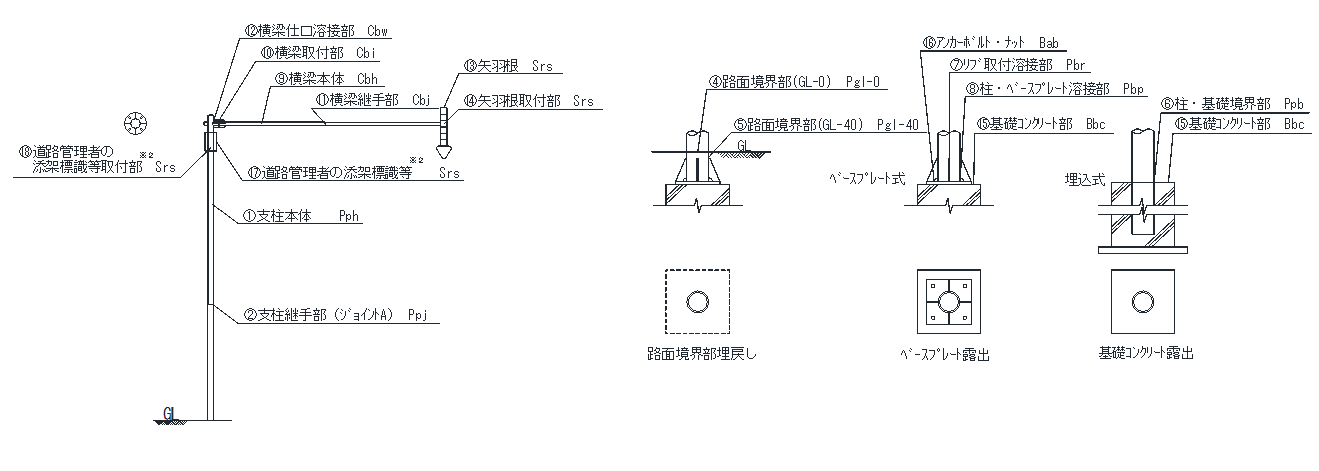 ⑫横梁仕口溶接部 Cbw
⑩横梁取付部 Cbi
⑨横梁本体 Cbh
⑪横梁継手部 Cbj
⑬矢羽根 Srs
⑭矢羽根取付部 Srs
⑱道路管理者の
添架標識等取付部※2 Srs
⑰道路管理者の添架標識等※2 Srs
①支柱本体 Pph
②支柱継手部（ｼﾞｮｲﾝﾄA） Ppj
GL
④路面境界部(GL-0) Pgl-0
⑤路面境界部(GL-40) Pgl-40
GL
路面境界部埋戻し
⑯ｱﾝｶｰﾎﾞﾙﾄ・ﾅｯﾄ Bab
⑦ﾘﾌﾞ取付溶接部 Pbr
⑧柱・ﾍﾞｰｽﾌﾟﾚｰﾄ溶接部 Pbp
⑮基礎ｺﾝｸﾘｰﾄ部 Bbc
ﾍﾞｰｽﾌﾟﾚｰﾄ式
ﾍﾞｰｽﾌﾟﾚｰﾄ露出
⑥柱・基礎境界部 Ppb
⑮基礎ｺﾝｸﾘｰﾄ部 Bbc
埋込式
基礎ｺﾝｸﾘｰﾄ露出